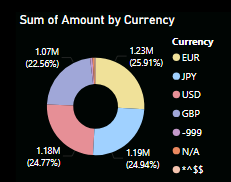 Sum of Amount by Currency
Currency
EUR
JPY
USD
GBP
-999
N/A
*^$$
1.07M
(22.56%)
1.23M
(25.91%)
1.18M
(24.77%)
1.19M
(24.94%)